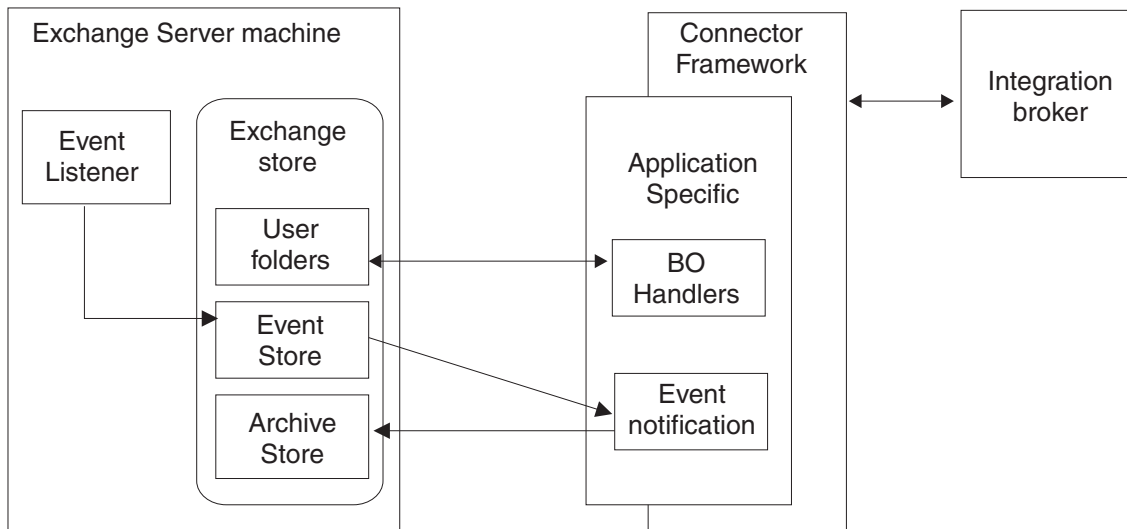 Exchange Server machine
Event
Listener
Exchange
store
User
folders
Event
Store
Archive
Store
Connector
Framework
Application
Specific
BO
Handlers
Event
notification
Integration
broker